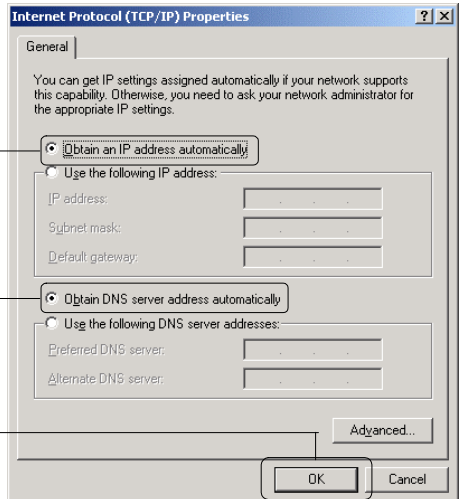 Internet Protocol (TCP/IP) Properties
General
You can get IP settings assigned automatically if your network supports
this capability. Otherwise, you need to ask your network administrator for
the appropriate IP settings.
Obtain an IP address automatically
Use the following IP address:
IP address:
Subnet mask:
Default gateway:
Obtain DNS server address automatically
Use the following DNS server addresses:
Preferred DNS server:
Alternate DNS server:
Advanced...
OK
Cancel